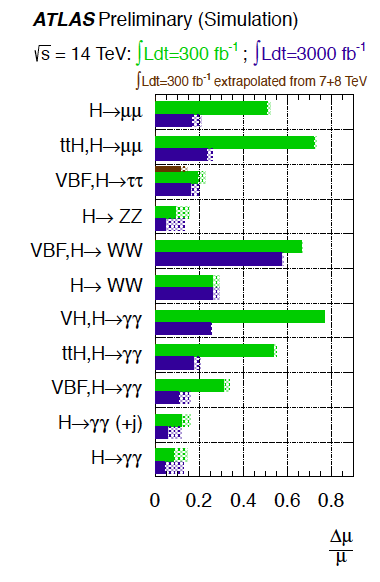 ATLAS Preliminary (Simulation)
√s = 14 TeV: ∫Ldt=300 fb⁻¹ ; ∫Ldt=3000 fb⁻¹
∫Ldt=300 fb⁻¹ extrapolated from 7+8 TeV
H→μμ
ttH,H→μμ
VBF,H→ττ
H→ ZZ
VBF,H→ WW
H→ WW
VH,H→γγ
ttH,H→γγ
VBF,H→γγ
H→γγ (+j)
H→γγ
0 0.2 0.4 0.6 0.8
Δμ
μ